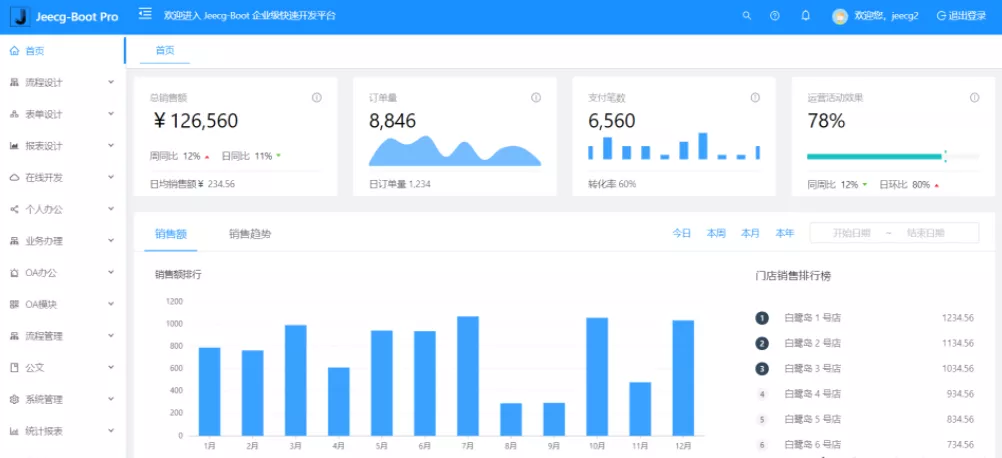 Jeecg-Boot Pro
欢迎进入 Jeecg-Boot 企业级快速开发平台
欢迎您，jeecg2
退出登录
首页
流程设计
表单设计
报表设计
在线开发
个人办公
业务办理
OA办公
OA模块
流程管理
公文
系统管理
统计报表
首页
总销售额
¥ 126,560
周同比 12% 日同比 11%
日均销售额¥ 234.56
订单量
8,846
日订单量 1,234
支付笔数
6,560
转化率 60%
运营活动效果
78%
同周比 12% 日环比 80%
销售额 销售趋势 今日 本周 本月 本年 开始日期 ~ 结束日期
销售额排行
1200
1000
800
600
400
200
0
1月 2月 3月 4月 5月 6月 7月 8月 9月 10月 11月 12月
门店销售排行榜
1 白鹭岛 1 号店 1234.56
2 白鹭岛 2 号店 1134.56
3 白鹭岛 3 号店 1034.56
4 白鹭岛 4 号店 934.56
5 白鹭岛 5 号店 834.56
6 白鹭岛 6 号店 734.56